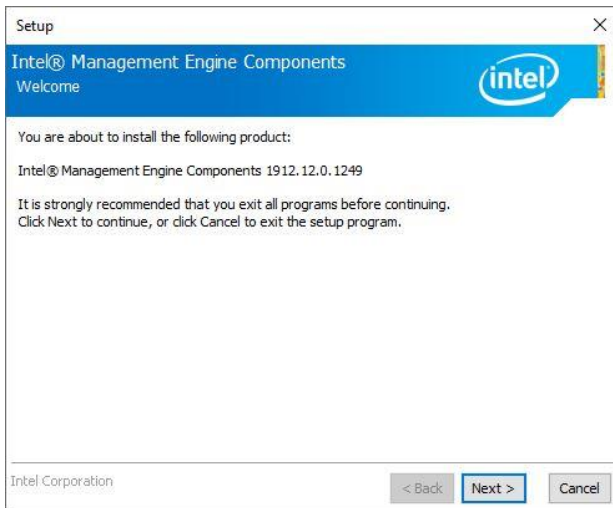 Setup
Intel® Management Engine Components
Welcome
intel
You are about to install the following product:
Intel® Management Engine Components 1912.12.0.1249
It is strongly recommended that you exit all programs before continuing.
Click Next to continue, or click Cancel to exit the setup program.
Intel Corporation
< Back Next > Cancel